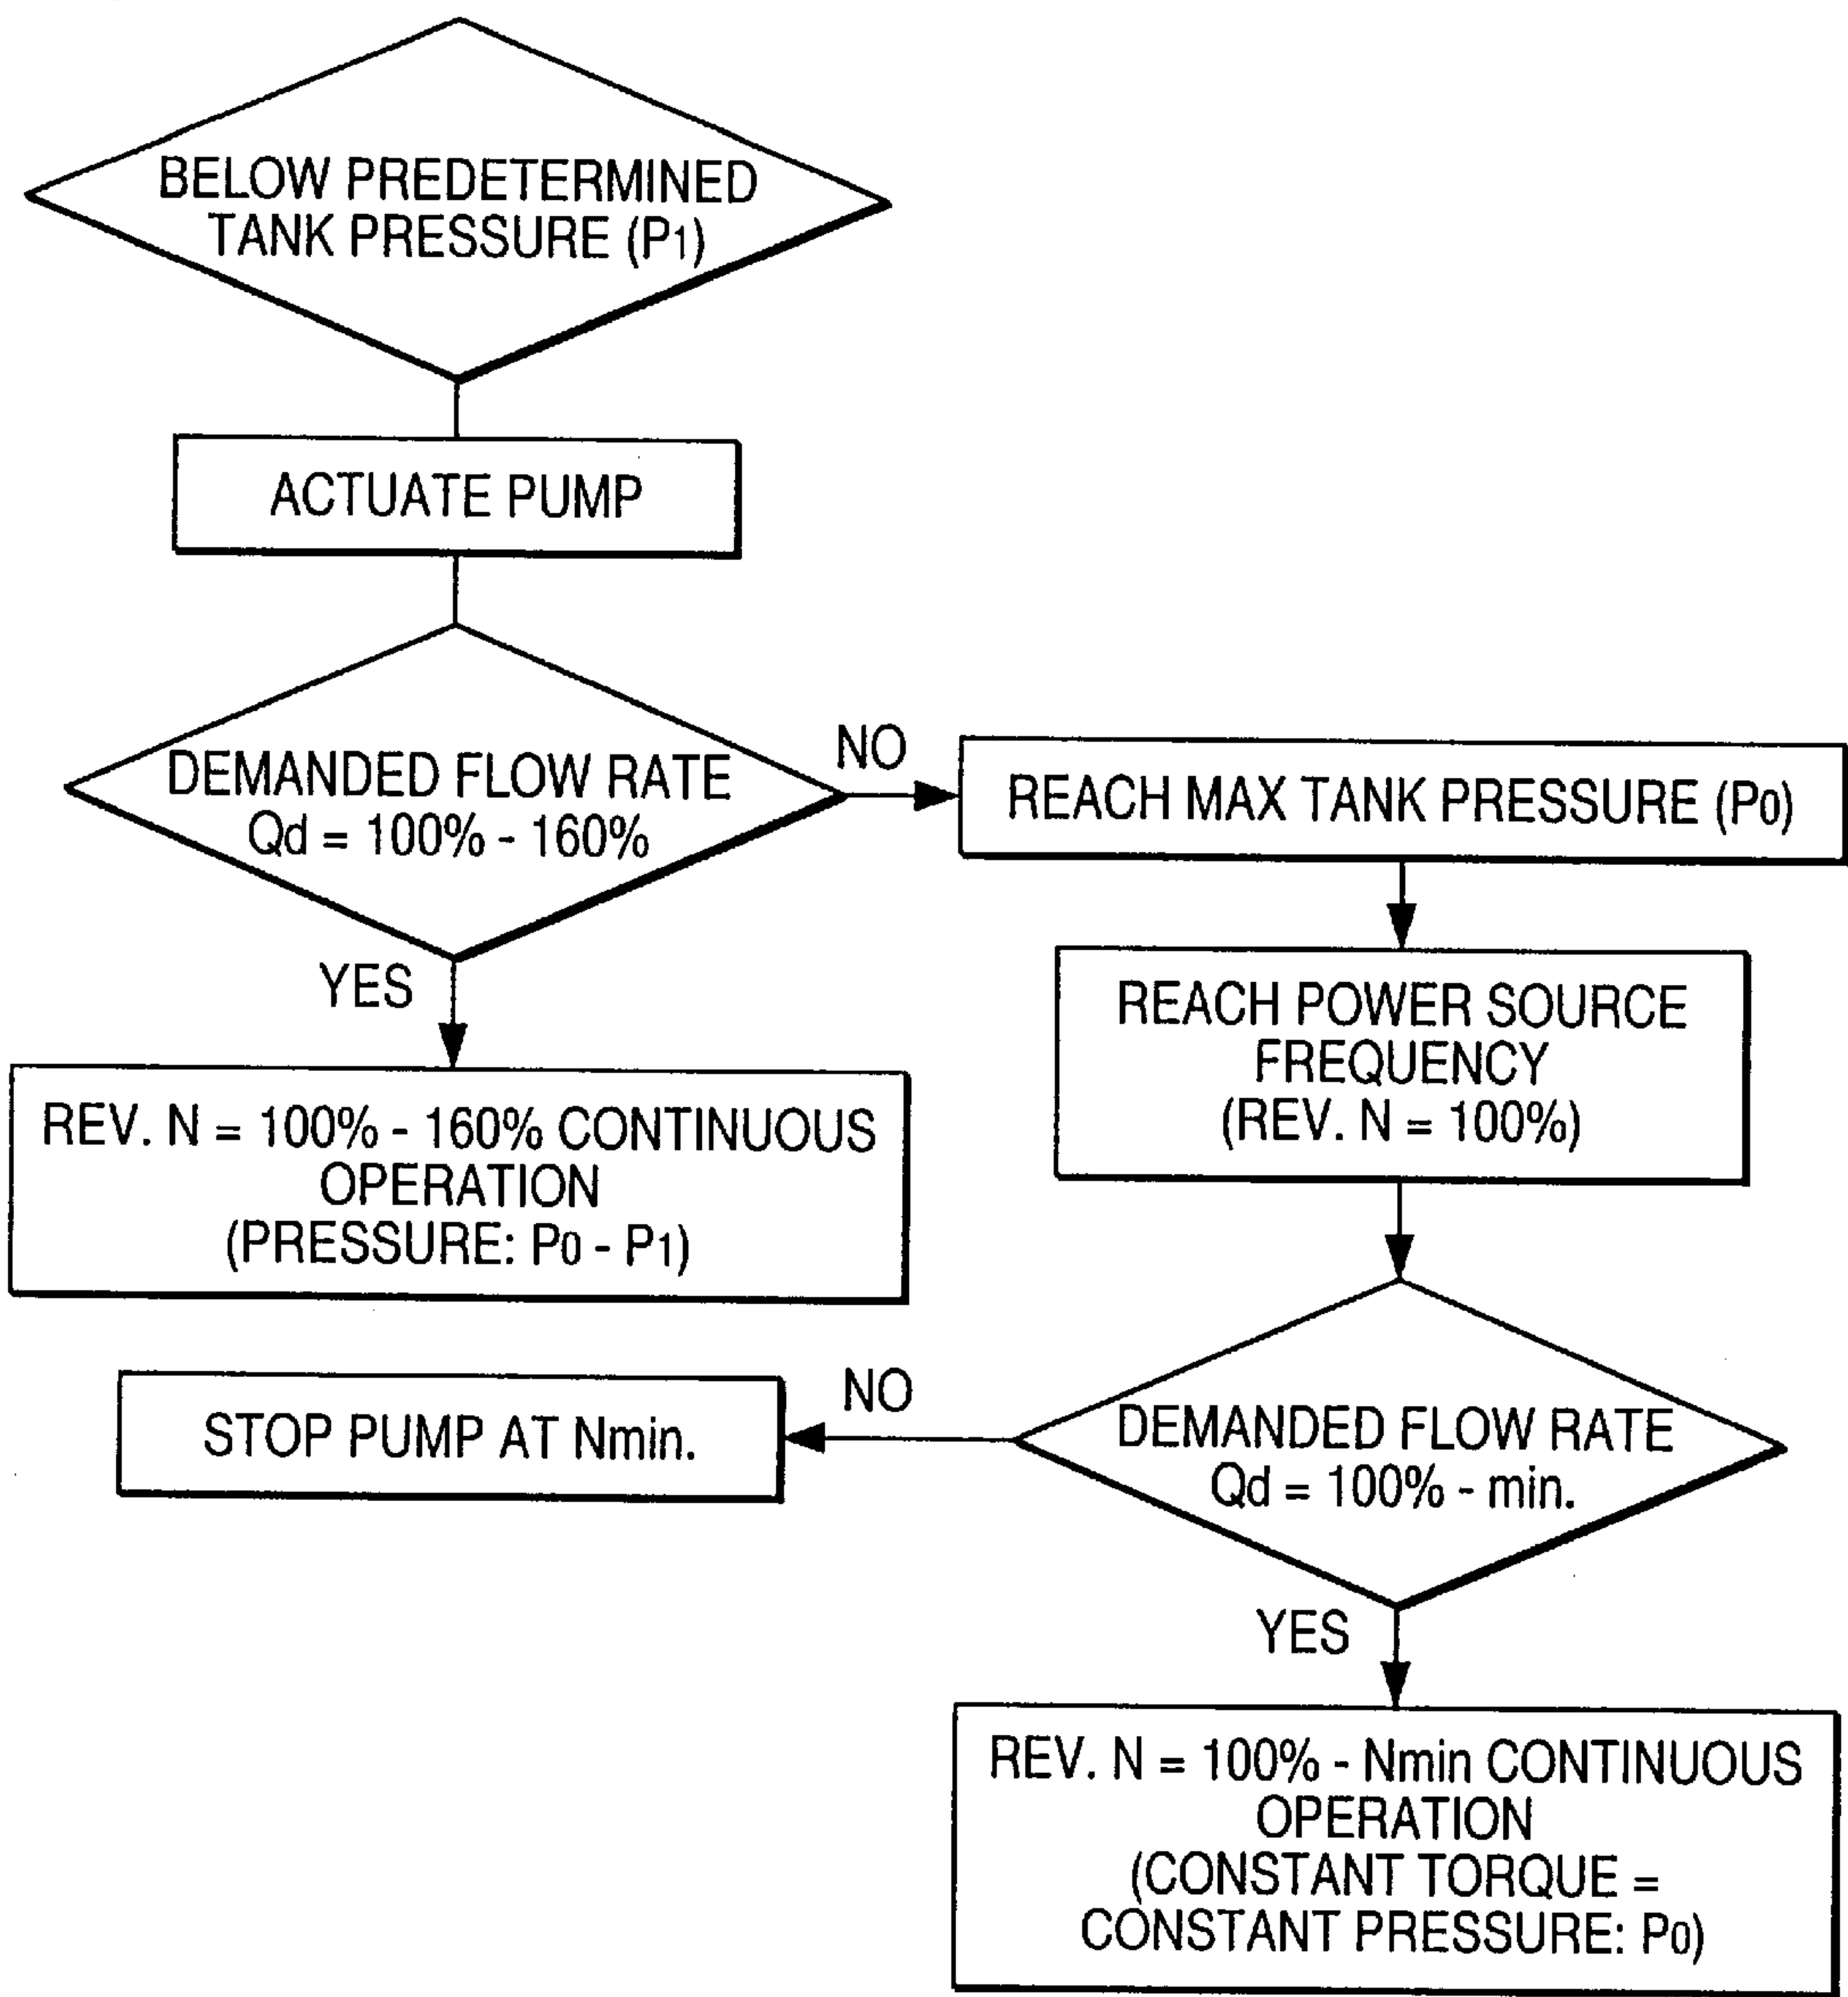 BELOW PREDETERMINED
TANK PRESSURE (P1)
ACTUATE PUMP
DEMANDED FLOW RATE
Qd = 100% - 160%
NO
REACH MAX TANK PRESSURE (P0)
YES
REACH POWER SOURCE
FREQUENCY
(REV. N = 100%)
REV. N = 100% - 160% CONTINUOUS
OPERATION
(PRESSURE: P0 - P1)
NO
STOP PUMP AT Nmin.
DEMANDED FLOW RATE
Qd = 100% - min.
YES
REV. N = 100% - Nmin CONTINUOUS
OPERATION
(CONSTANT TORQUE =
CONSTANT PRESSURE: P0)